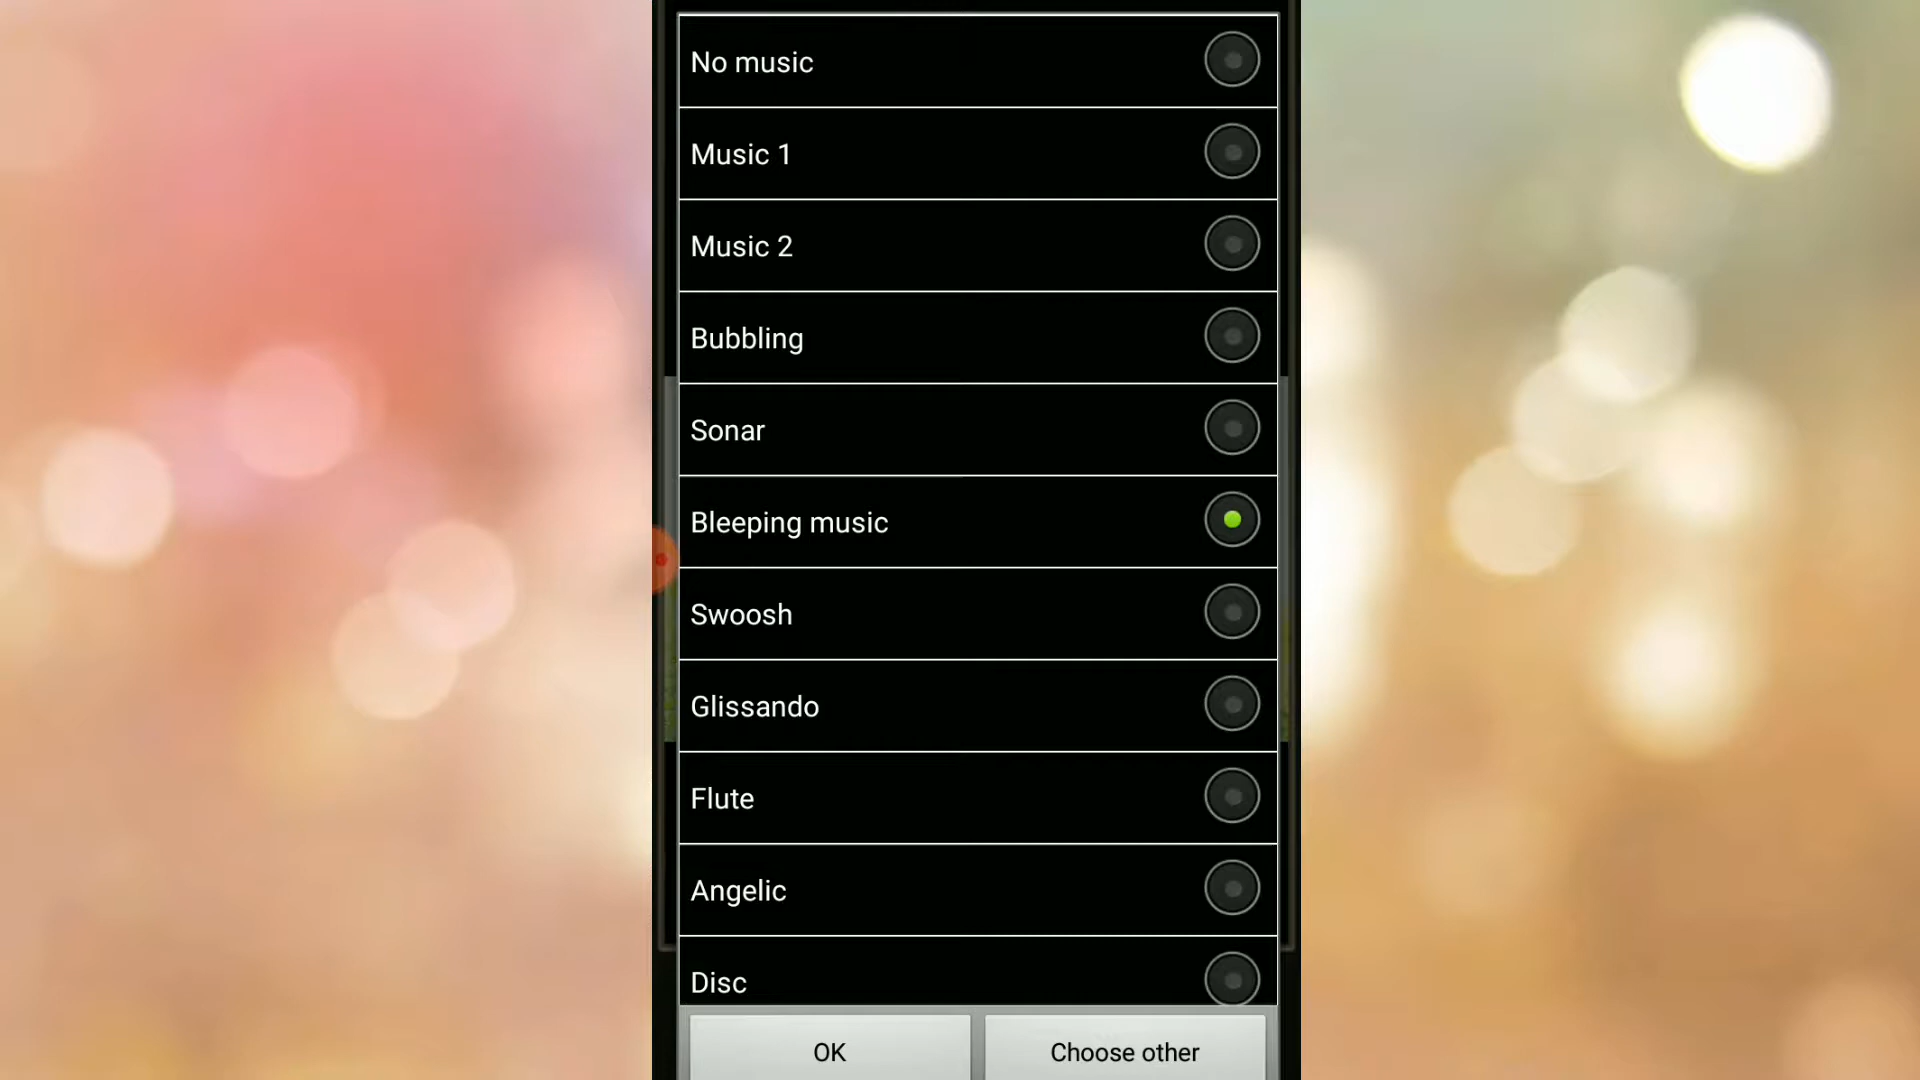 No music
Music 1
Music 2
Bubbling
Sonar
Bleeping music
Swoosh
Glissando
Flute
Angelic
Disc
OK
Choose other